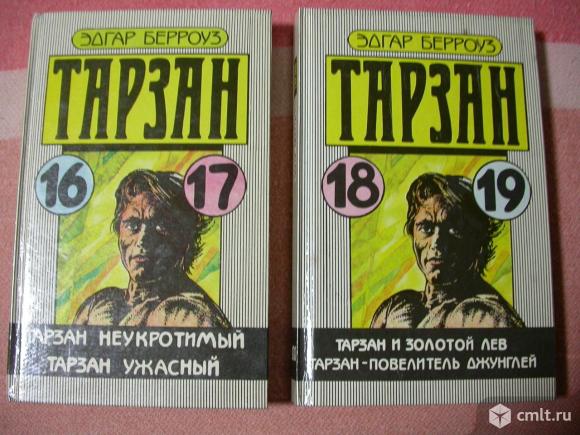 ЭДГАР БЕРРОУЗ
ТАРЗАН
16
17
ТАРЗАН НЕУКРОТИМЫЙ
ТАРЗАН УЖАСНЫЙ
ЭДГАР БЕРРОУЗ
ТАРЗАН
18
19
ТАРЗАН И ЗОЛОТОЙ ЛЕВ
ТАРЗАН-ПОВЕЛИТЕЛЬ ДЖУНГЛЕЙ
cmlt.ru